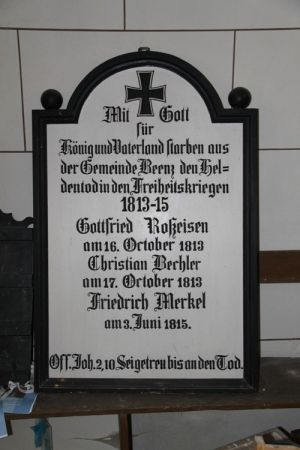 Mit Gott
für
König und Vaterland starben aus
der Gemeinde Beenz den Hel=
dentod in den Freiheitskriegen
1813-15
Gottfried Roßeisen
am 16. October 1813
Christian Bechler
am 17. October 1813
Friedrich Merkel
am 3. Juni 1815.
Off. Joh. 2,10. Sei getreu bis an den Tod.